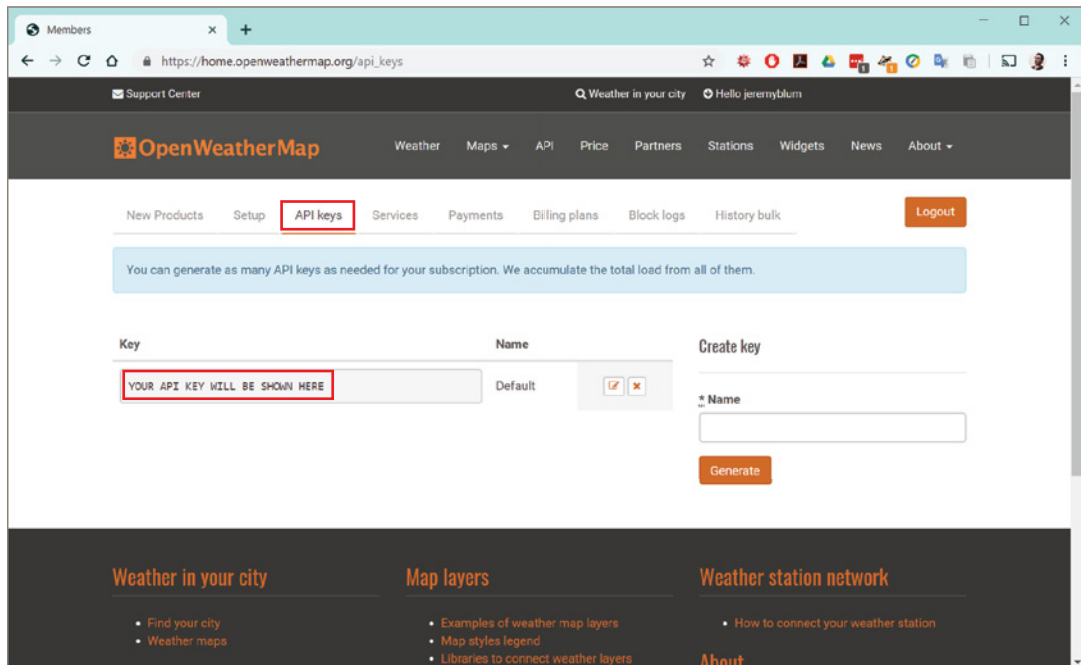 Members
https://home.openweathermap.org/api_keys
Support Center
Weather in your city
Hello jeremyblum
OpenWeatherMap
Weather
Maps
API
Price
Partners
Stations
Widgets
News
About
New Products
Setup
API keys
Services
Payments
Billing plans
Block logs
History bulk
Logout
You can generate as many API keys as needed for your subscription. We accumulate the total load from all of them.
Key
Name
Create key
YOUR API KEY WILL BE SHOWN HERE
Default
* Name
Generate
Weather in your city
Map layers
Weather station network
Find your city
Examples of weather map layers
How to connect your weather station
Weather maps
Map styles legend
Libraries to connect weather layers
About